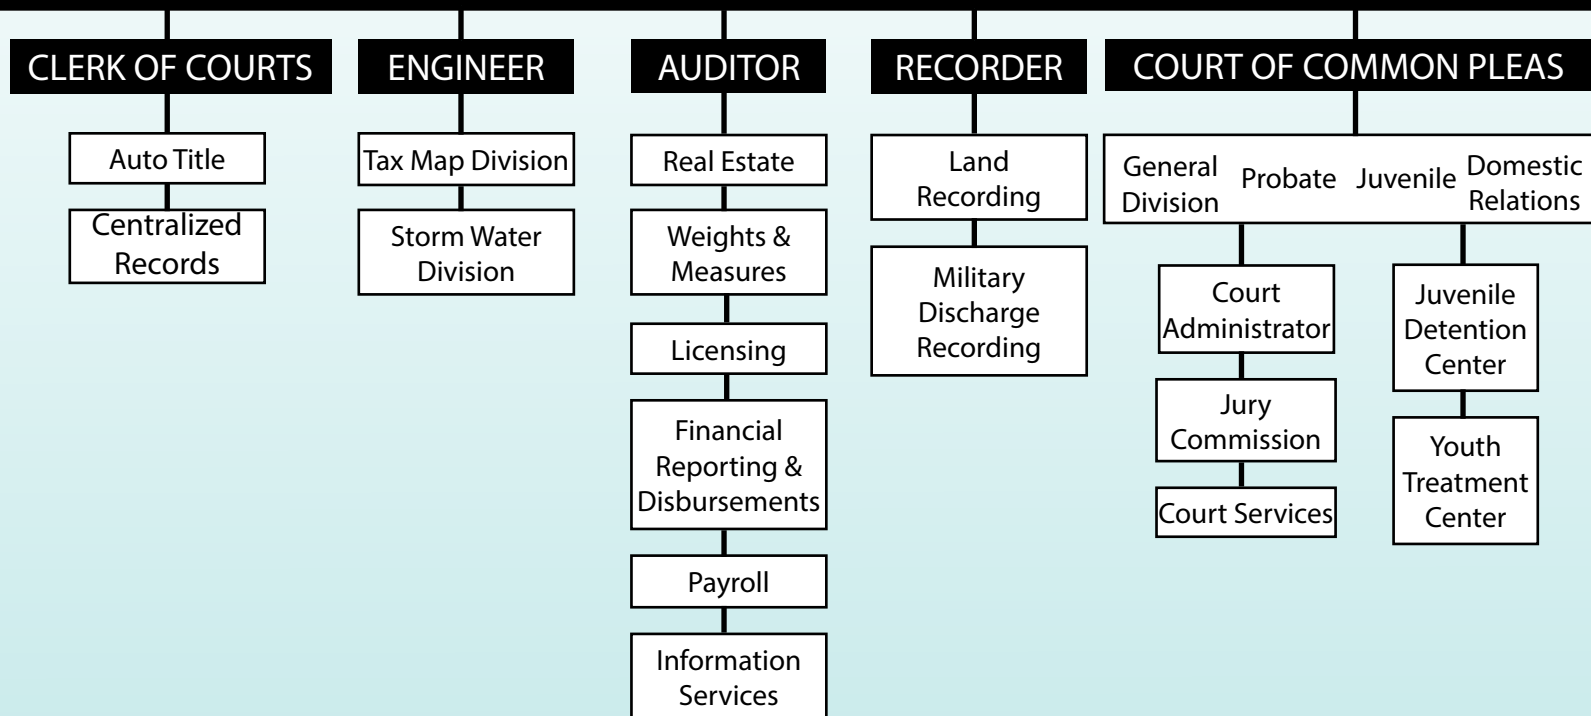 CLERK OF COURTS
Auto Title
Centralized
Records
ENGINEER
Tax Map Division
Storm Water
Division
AUDITOR
Real Estate
Weights &
Measures
Licensing
Financial
Reporting &
Disbursements
Payroll
Information
Services
RECORDER
Land
Recording
Military
Discharge
Recording
COURT OF COMMON PLEAS
General
Division
Probate
Juvenile
Domestic
Relations
Court
Administrator
Jury
Commission
Court Services
Juvenile
Detention
Center
Youth
Treatment
Center